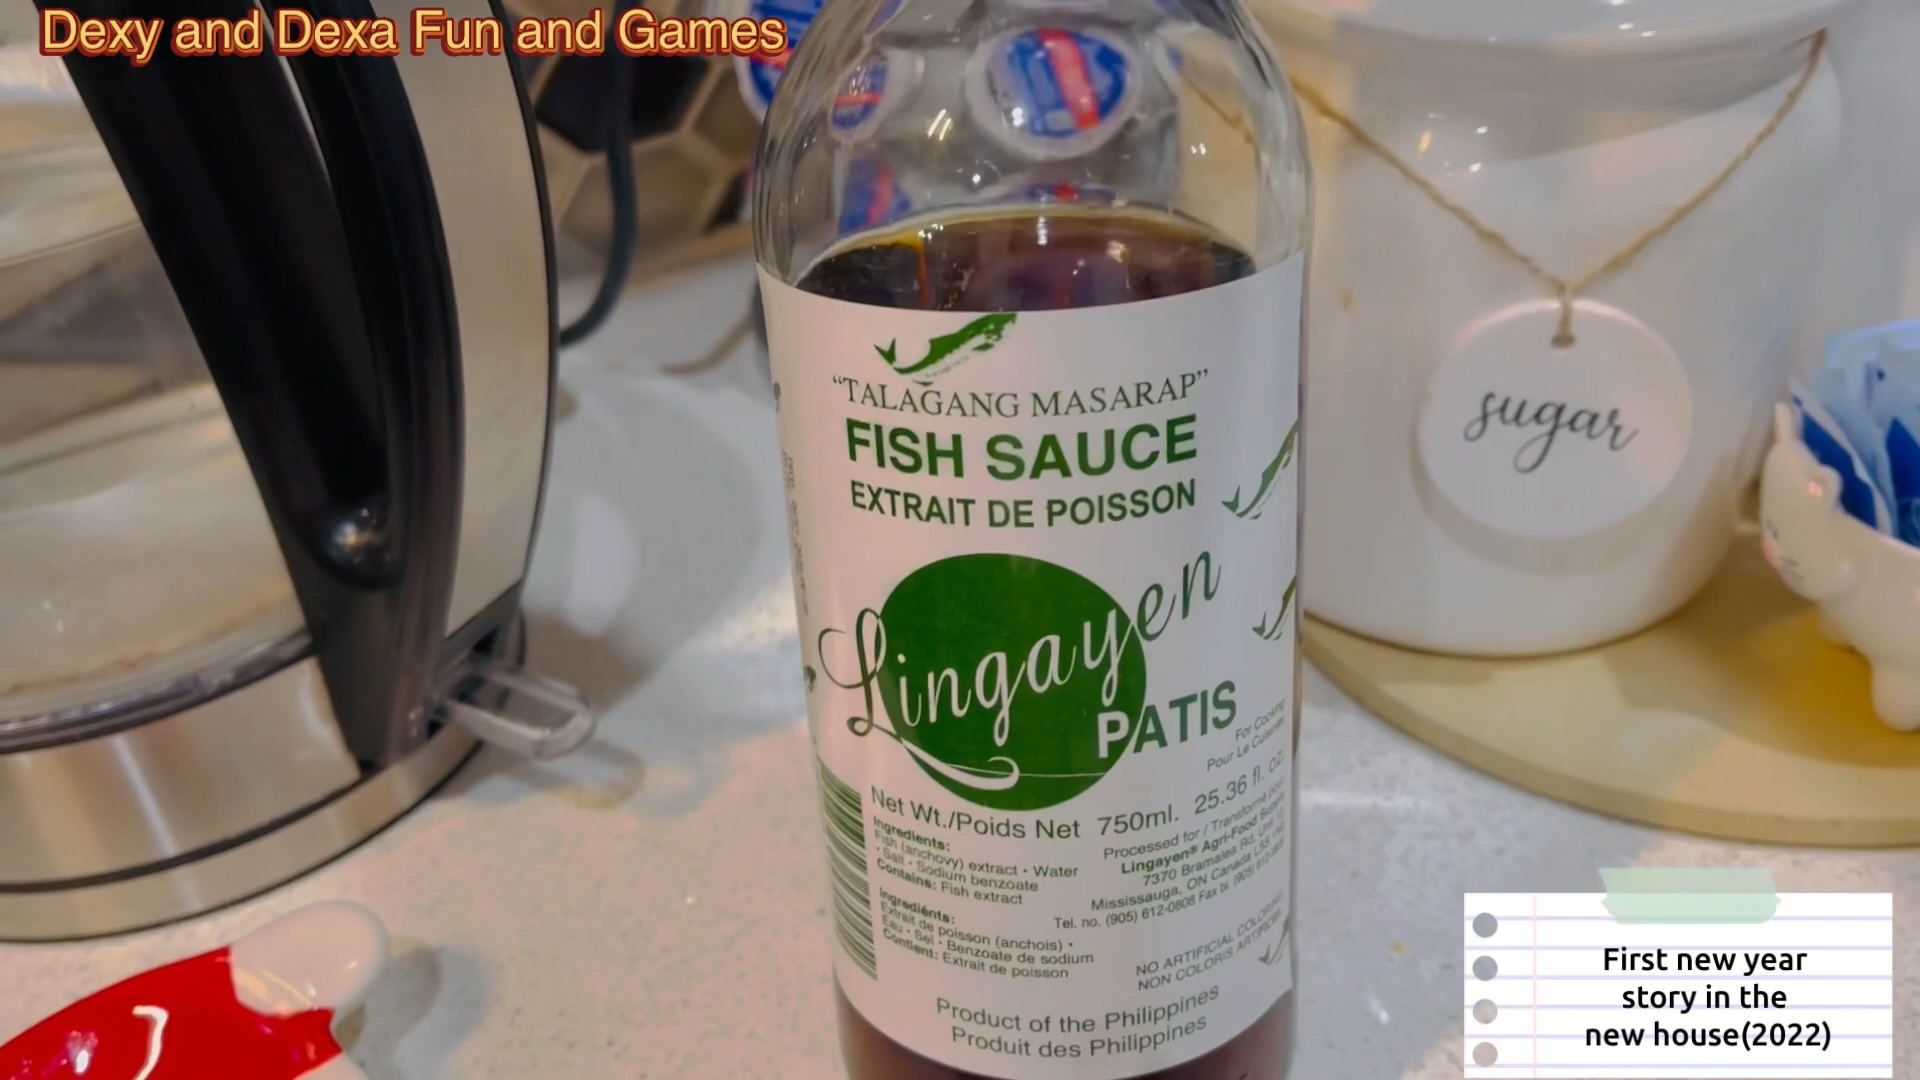 Dexy and Dexa Fun and Games
"TALAGANG MASARAP"
FISH SAUCE
EXTRAIT DE POISSON
Lingayen
PATIS
For Cooking
Pour Le Cuisiner
Net Wt./Poids Net 750ml. 25.36 fl. oz.
Ingredients:
Fish (anchovy) extract • Water
• Salt • Sodium benzoate
Contains: Fish extract
Ingrediénts:
Extrait de poisson (anchois) •
Eau • Sel • Benzoate de sodium
Contient: Extrait de poisson
Processed for / Transformé pour
Lingayen® Agri-Food
7370 Bramalea Rd.
Mississauga, ON Canada L5S
Tel. no. (905) 612-0808 Fax
NO ARTIFICIAL COLORING
NON COLORIS ARTIFICIEL
Product of the Philippines
Produit des Philippines
sugar
First new year
story in the
new house(2022)